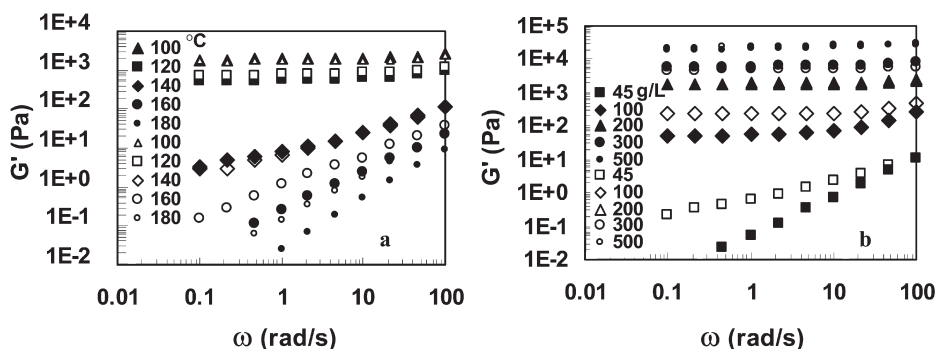 1E+4
1E+3
1E+2
1E+1
1E+0
1E-1
1E-2
G' (Pa)
100 °C
120
140
160
180
100
120
140
160
180
a
0.01 0.1 1 10 100
ω (rad/s)
1E+5
1E+4
1E+3
1E+2
1E+1
1E+0
1E-1
1E-2
G' (Pa)
45 g/L
100
200
300
500
45
100
200
300
500
b
0.01 0.1 1 10 100
ω (rad/s)